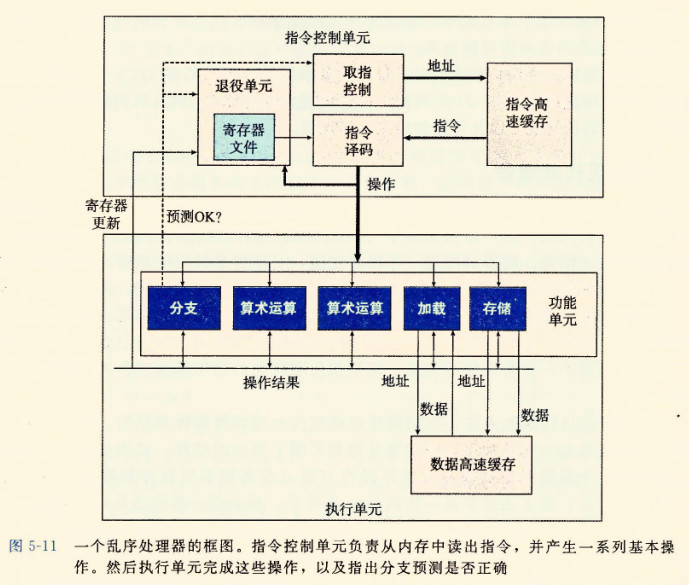 指令控制单元
取指
控制
地址
指令高
速缓存
退役单元
寄存器
文件
指令
译码
指令
操作
寄存器
更新
预测OK?
分支
算术运算
算术运算
加载
存储
功能
单元
操作结果
地址
地址
数据
数据
数据高速缓存
执行单元
图 5-11 一个乱序处理器的框图。指令控制单元负责从内存中读出指令，并产生一系列基本操
作。然后执行单元完成这些操作，以及指出分支预测是否正确